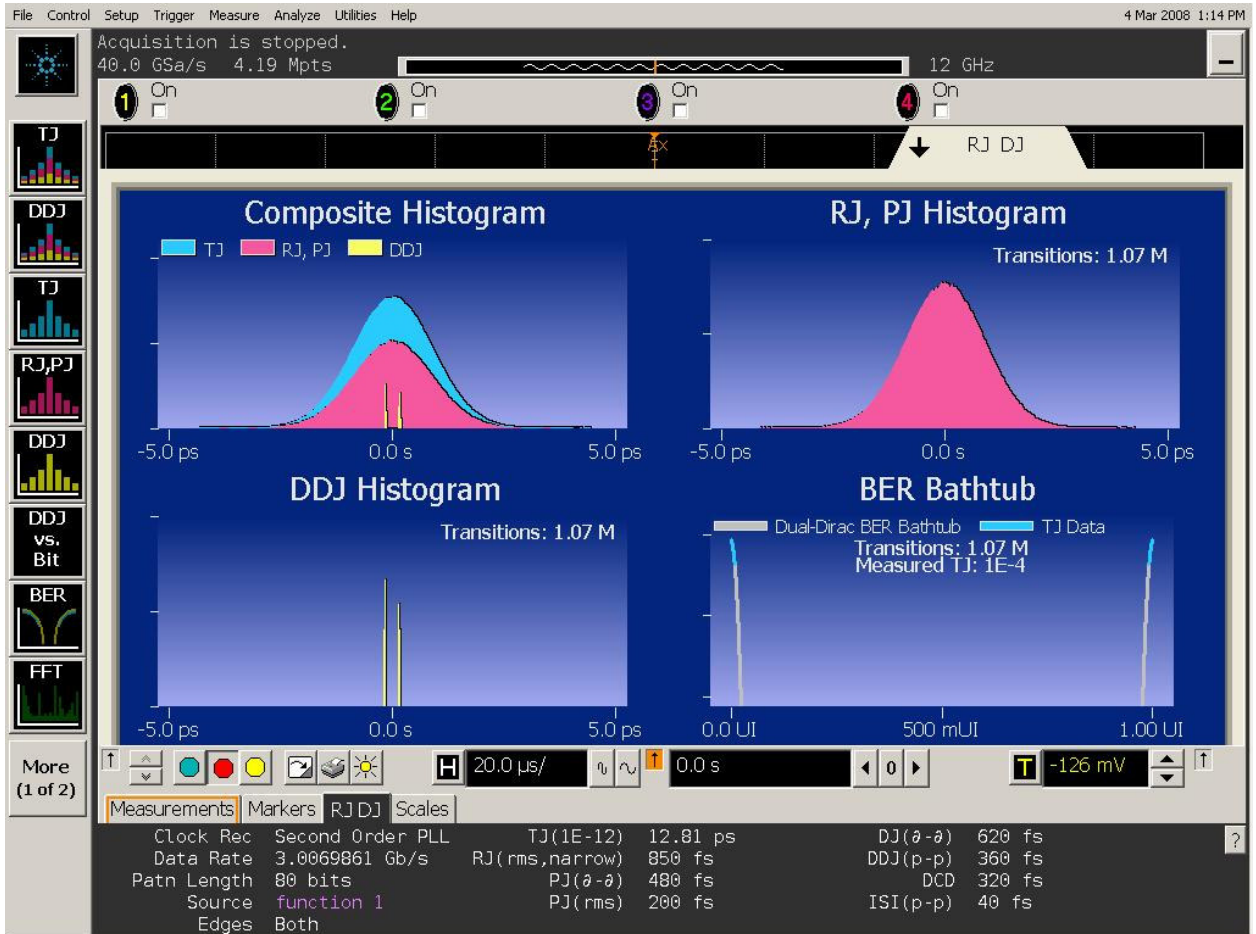 File Control Setup Trigger Measure Analyze Utilities Help 4 Mar 2008 1:14 PM
Acquisition is stopped.
40.0 GSa/s 4.19 Mpts 12 GHz
1 On 2 On 3 On 4 On
RJ DJ
TJ
DDJ
TJ
RJ,PJ
DDJ
DDJ
vs.
Bit
BER
FFT
More
(1 of 2)
Composite Histogram
TJ RJ, PJ DDJ
-5.0 ps 0.0 s 5.0 ps
RJ, PJ Histogram
Transitions: 1.07 M
-5.0 ps 0.0 s 5.0 ps
DDJ Histogram
Transitions: 1.07 M
-5.0 ps 0.0 s 5.0 ps
BER Bathtub
Dual-Dirac BER Bathtub TJ Data
Transitions: 1.07 M
Measured TJ: 1E-4
0.0 UI 500 mUI 1.00 UI
H 20.0 µs/ 0.0 s 0 T -126 mV
Measurements Markers RJ DJ Scales
Clock Rec Second Order PLL TJ(1E-12) 12.81 ps DJ(∂-∂) 620 fs ?
Data Rate 3.0069861 Gb/s RJ(rms,narrow) 850 fs DDJ(p-p) 360 fs
Patn Length 80 bits PJ(∂-∂) 480 fs DCD 320 fs
Source function 1 PJ(rms) 200 fs ISI(p-p) 40 fs
Edges Both